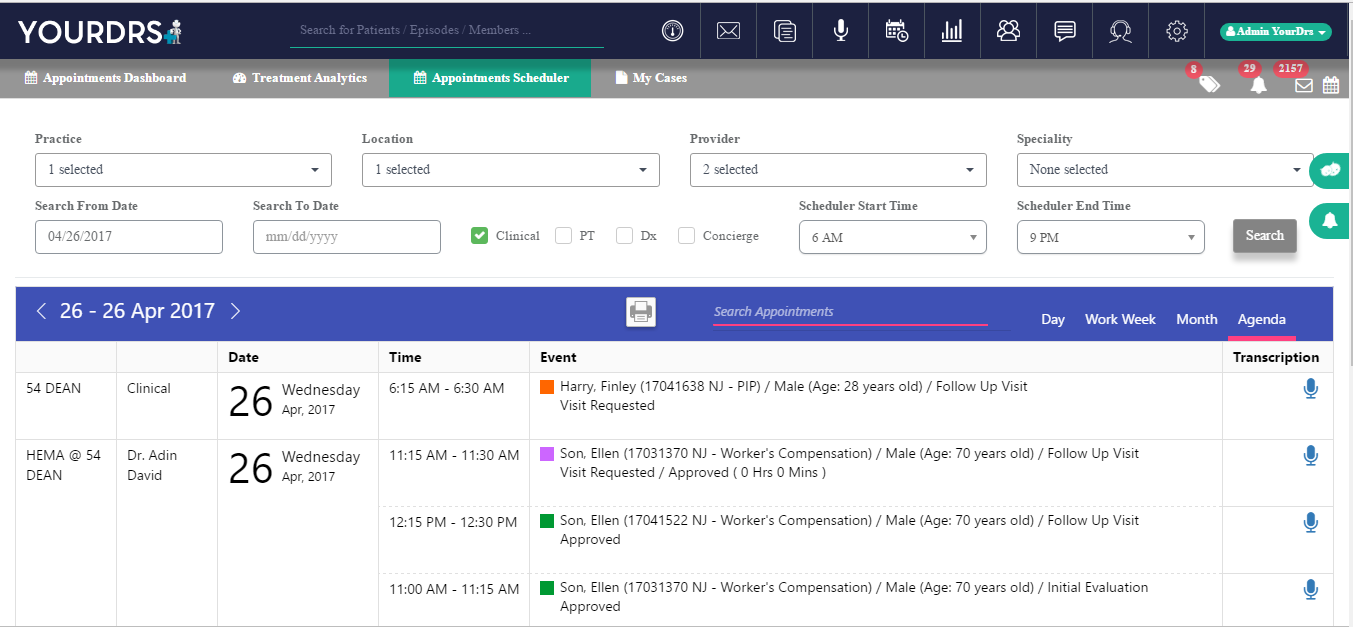 YOURDRS
Search for Patients / Episodes / Members ...
Admin YourDrs
Appointments Dashboard
Treatment Analytics
Appointments Scheduler
My Cases
8
29
2157
Practice
Location
Provider
Speciality
1 selected
1 selected
2 selected
None selected
Search From Date
Search To Date
Scheduler Start Time
Scheduler End Time
04/26/2017
mm/dd/yyyy
Clinical
PT
Dx
Concierge
6 AM
9 PM
Search
26 - 26 Apr 2017
Search Appointments
Day
Work Week
Month
Agenda
Date
Time
Event
Transcription
54 DEAN
Clinical
26
Wednesday
Apr, 2017
6:15 AM - 6:30 AM
Harry, Finley (17041638 NJ - PIP) / Male (Age: 28 years old) / Follow Up Visit
Visit Requested
HEMA @ 54
DEAN
Dr. Adin
David
26
Wednesday
Apr, 2017
11:15 AM - 11:30 AM
Son, Ellen (17031370 NJ - Worker's Compensation) / Male (Age: 70 years old) / Follow Up Visit
Visit Requested / Approved ( 0 Hrs 0 Mins )
12:15 PM - 12:30 PM
Son, Ellen (17041522 NJ - Worker's Compensation) / Male (Age: 70 years old) / Follow Up Visit
Approved
11:00 AM - 11:15 AM
Son, Ellen (17031370 NJ - Worker's Compensation) / Male (Age: 70 years old) / Initial Evaluation
Approved